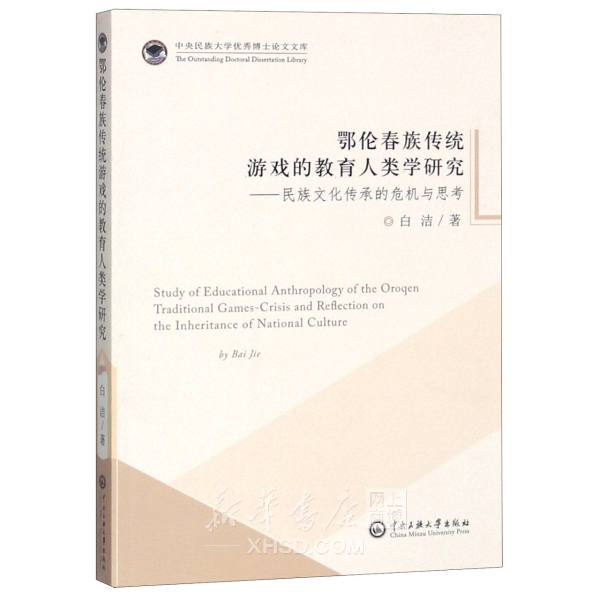 中央民族大学优秀博士论文文库
The Outstanding Doctoral Dissertation Library
鄂伦春族传统
游戏的教育人类学研究
——民族文化传承的危机与思考
◎白 洁/著
Study of Educational Anthropology of the Oroqen
Traditional Games-Crisis and Reflection on
the Inheritance of National Culture
by Bai Jie
中央民族大学出版社
China Minzu University Press
鄂伦春族传统游戏的教育人类学研究
白 洁/著
新华书店
网上商城
XHSD.COM